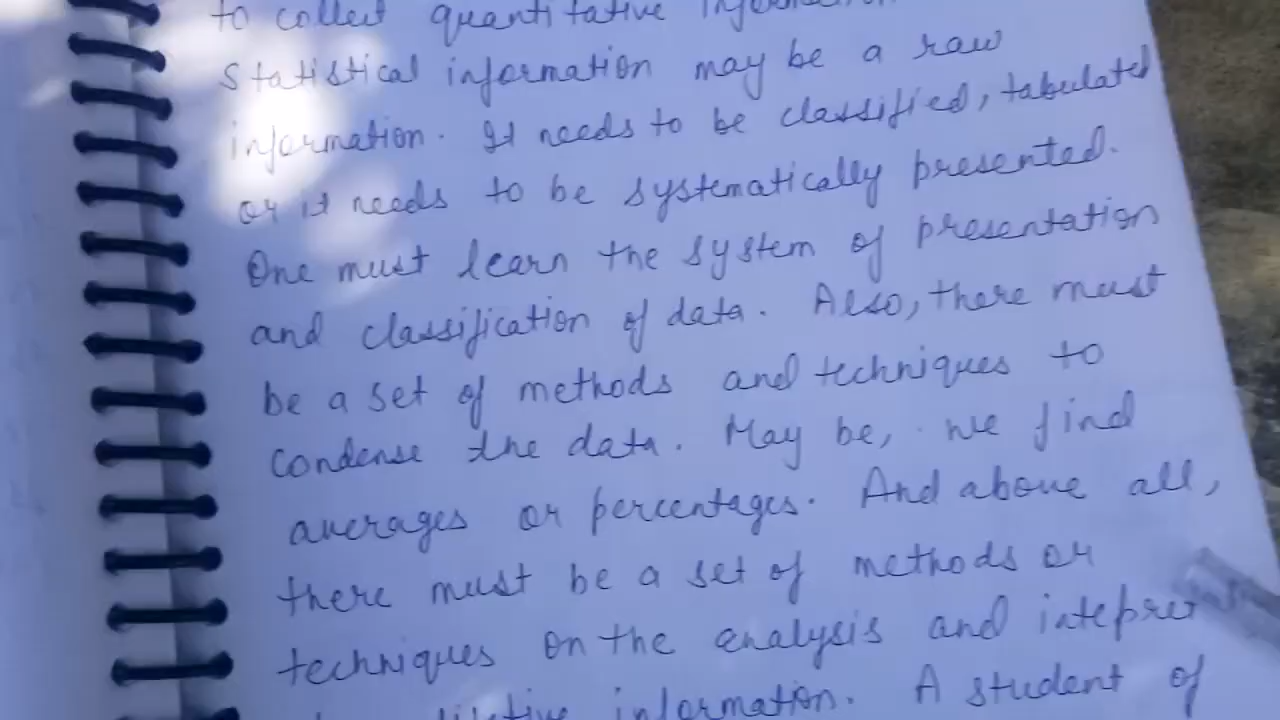 to collect quantitative
Statistical information may be a raw
information. It needs to be classified, tabulated
or it needs to be systematically presented.
One must learn the system of presentation
and classification of data. Also, there must
be a set of methods and techniques to
condense the data. May be, we find
averages or percentages. And above all,
there must be a set of methods or
techniques on the analysis and intepret
information. A student of